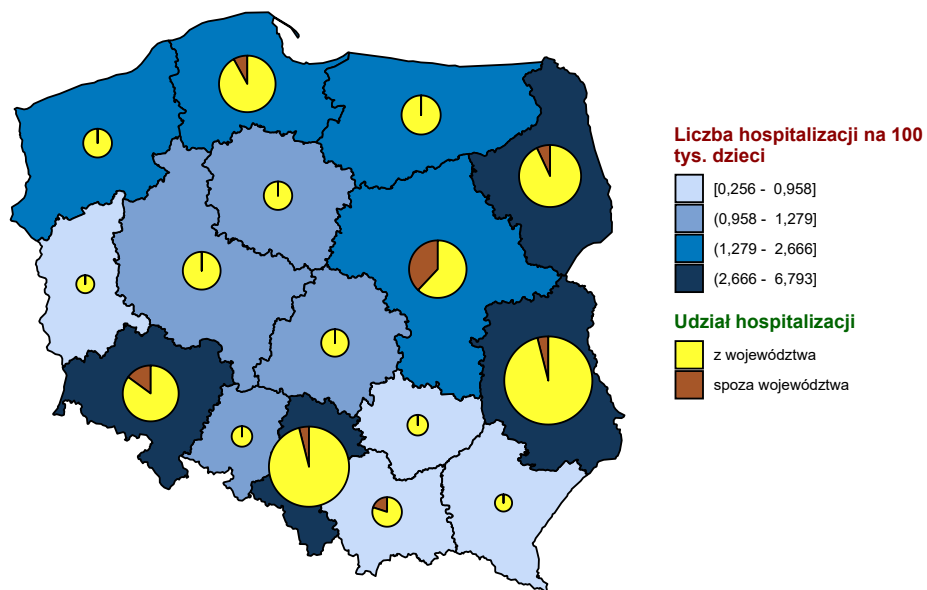 Liczba hospitalizacji na 100
tys. dzieci
[0,256 - 0,958]
(0,958 - 1,279]
(1,279 - 2,666]
(2,666 - 6,793]
Udział hospitalizacji
z województwa
spoza województwa